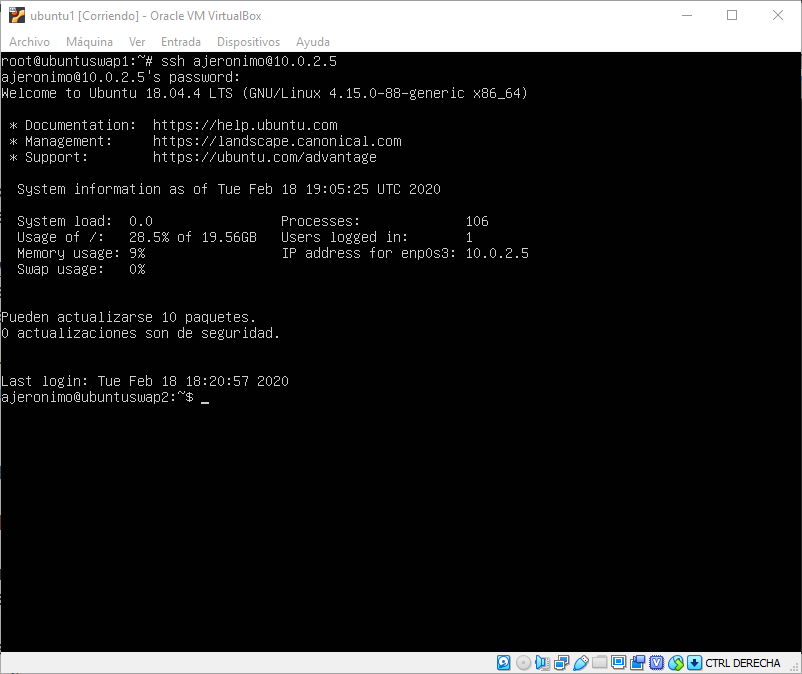 ubuntu1 [Corriendo] - Oracle VM VirtualBox
Archivo Máquina Ver Entrada Dispositivos Ayuda
root@ubuntuswap1:~# ssh ajeronimo@10.0.2.5
ajeronimo@10.0.2.5's password:
Welcome to Ubuntu 18.04.4 LTS (GNU/Linux 4.15.0-88-generic x86_64)
* Documentation: https://help.ubuntu.com
* Management: https://landscape.canonical.com
* Support: https://ubuntu.com/advantage
System information as of Tue Feb 18 19:05:25 UTC 2020
System load: 0.0 Processes: 106
Usage of /: 28.5% of 19.56GB Users logged in: 1
Memory usage: 9% IP address for enp0s3: 10.0.2.5
Swap usage: 0%
Pueden actualizarse 10 paquetes.
0 actualizaciones son de seguridad.
Last login: Tue Feb 18 18:20:57 2020
ajeronimo@ubuntuswap2:~$ _
CTRL DERECHA